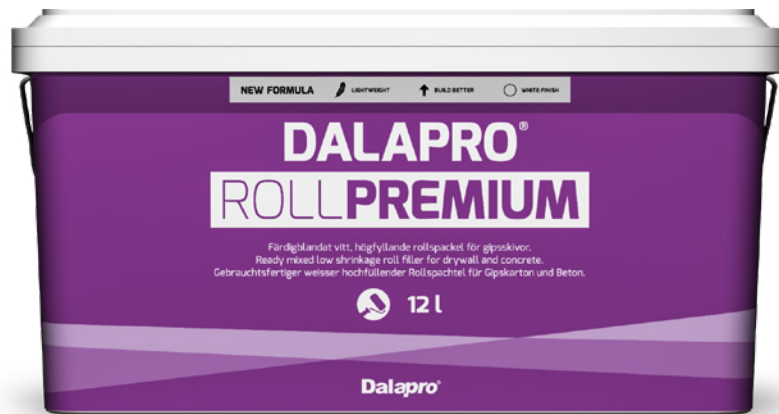 NEW FORMULA LIGHTWEIGHT BUILD BETTER WHITE FINISH
DALAPRO®
ROLLPREMIUM
Färdigblandat vitt, högfyllande rollspackel för gipsskivor.
Ready mixed low shrinkage roll filler for drywall and concrete.
Gebrauchtsfertiger weisser hochfüllender Rollspachtel für Gipskarton und Beton.
12 l
Dalapro®